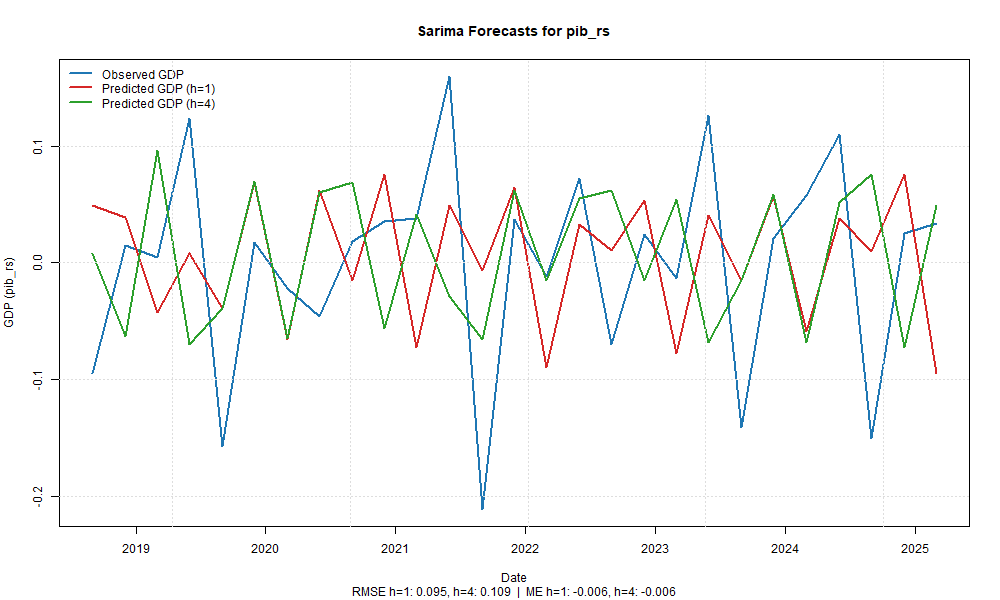 Sarima Forecasts for pib_rs
Observed GDP
Predicted GDP (h=1)
Predicted GDP (h=4)
GDP (pib_rs)
0.1
0.0
-0.1
-0.2
2019 2020 2021 2022 2023 2024 2025
Date
RMSE h=1: 0.095, h=4: 0.109 | ME h=1: -0.006, h=4: -0.006